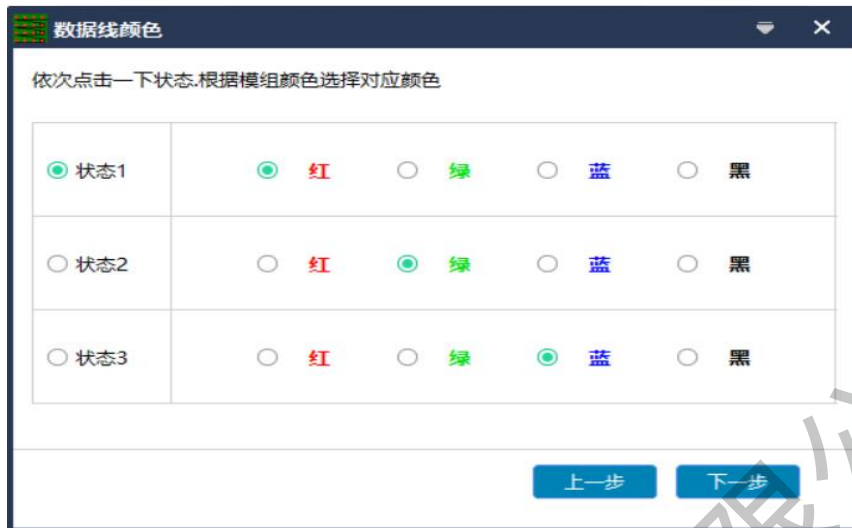 数据线颜色
依次点击一下状态.根据模组颜色选择对应颜色
状态1 红 绿 蓝 黑
状态2 红 绿 蓝 黑
状态3 红 绿 蓝 黑
上一步 下一步
限公